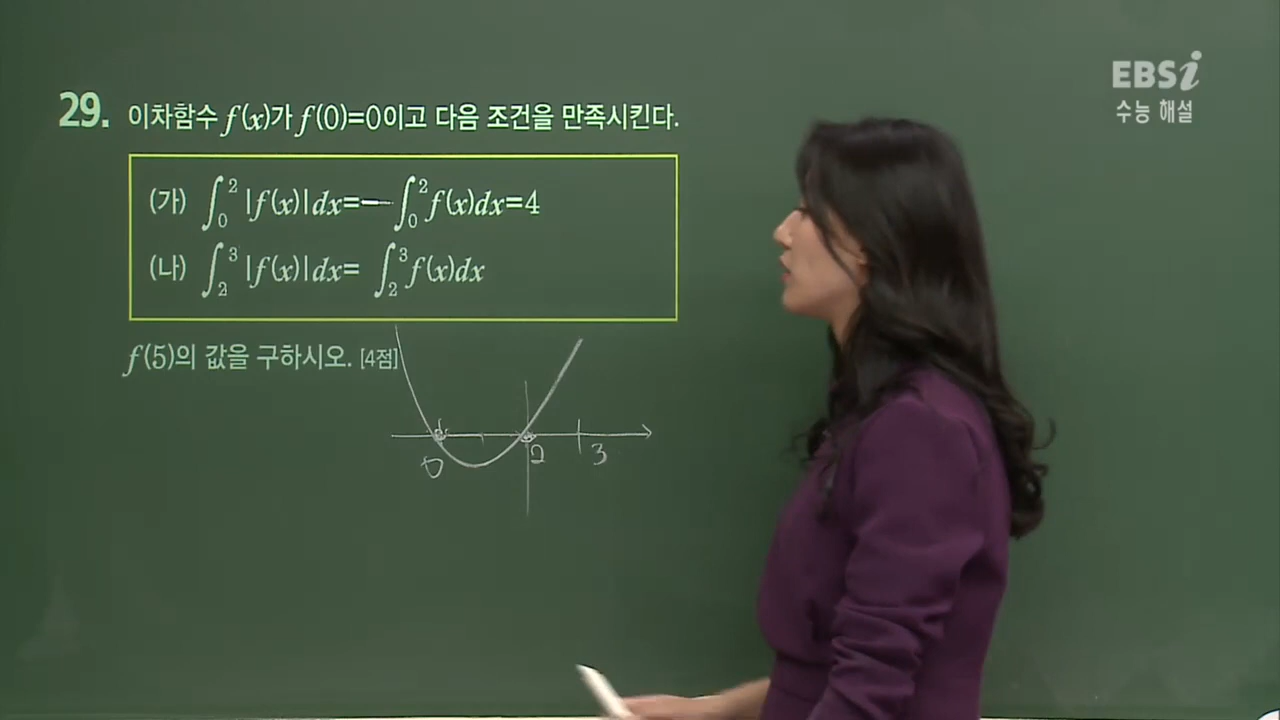 EBSi
수능 해설
29. 이차함수 f(x)가 f(0)=0이고 다음 조건을 만족시킨다.
(가) ∫₀² |f(x)|dx=−∫₀² f(x)dx=4
(나) ∫₂³ |f(x)|dx= ∫₂³ f(x)dx
f(5)의 값을 구하시오. [4점]
0 2 3